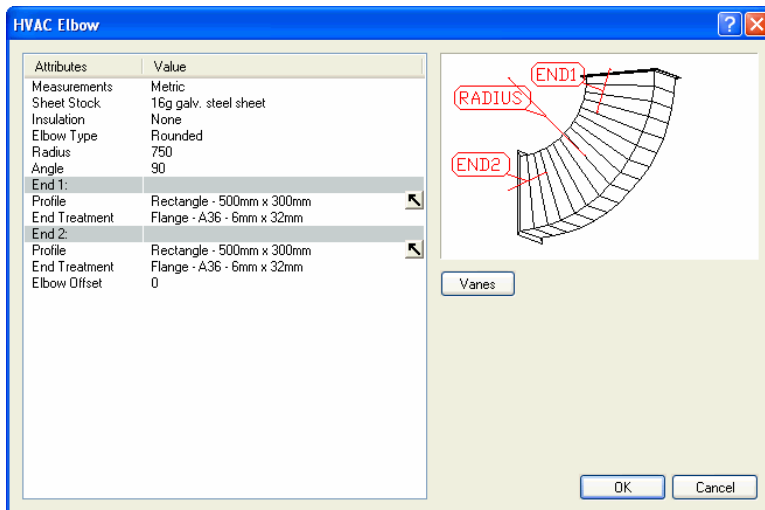 HVAC Elbow
Attributes Value
Measurements Metric
Sheet Stock 16g galv. steel sheet
Insulation None
Elbow Type Rounded
Radius 750
Angle 90
End 1:
Profile Rectangle - 500mm x 300mm
End Treatment Flange - A36 - 6mm x 32mm
End 2:
Profile Rectangle - 500mm x 300mm
End Treatment Flange - A36 - 6mm x 32mm
Elbow Offset 0
END1
RADIUS
END2
Vanes
OK Cancel